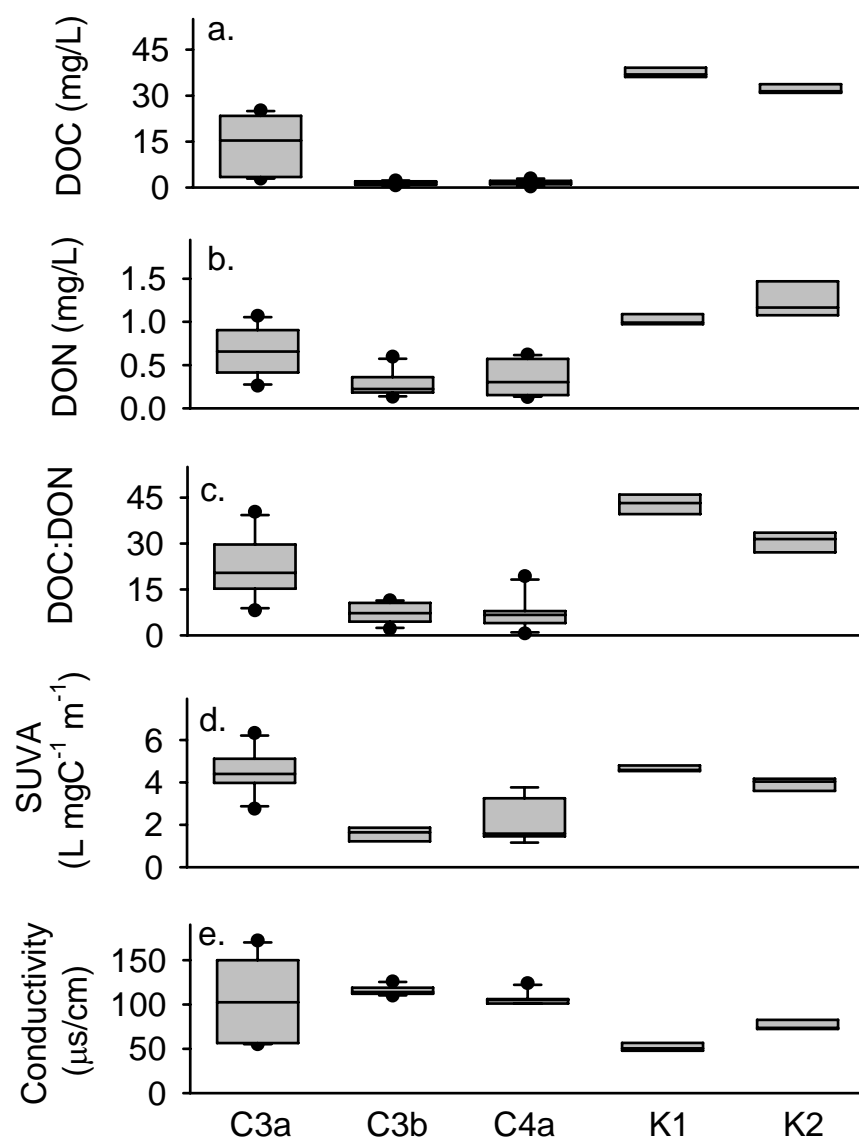 a.
DOC (mg/L)
45
30
15
0
b.
DON (mg/L)
1.5
1.0
0.5
0.0
c.
DOC:DON
45
30
15
0
d.
SUVA
(L mgC⁻¹ m⁻¹)
6
4
2
0
e.
Conductivity
(μs/cm)
150
100
50
0
C3a C3b C4a K1 K2